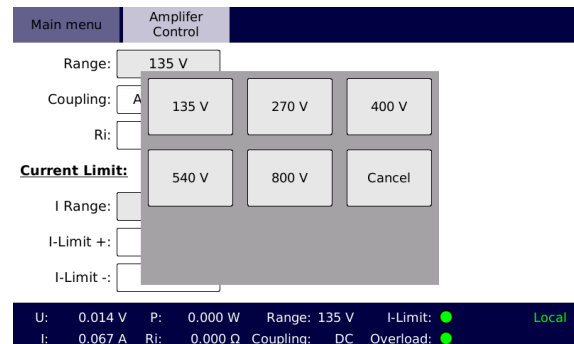 Main menu
Amplifer
Control
Range: 135 V
Coupling: A
135 V 270 V 400 V
Ri:
Current Limit:
540 V 800 V Cancel
I Range:
I-Limit +:
I-Limit -:
U: 0.014 V P: 0.000 W Range: 135 V I-Limit: Local
I: 0.067 A Ri: 0.000 Ω Coupling: DC Overload: